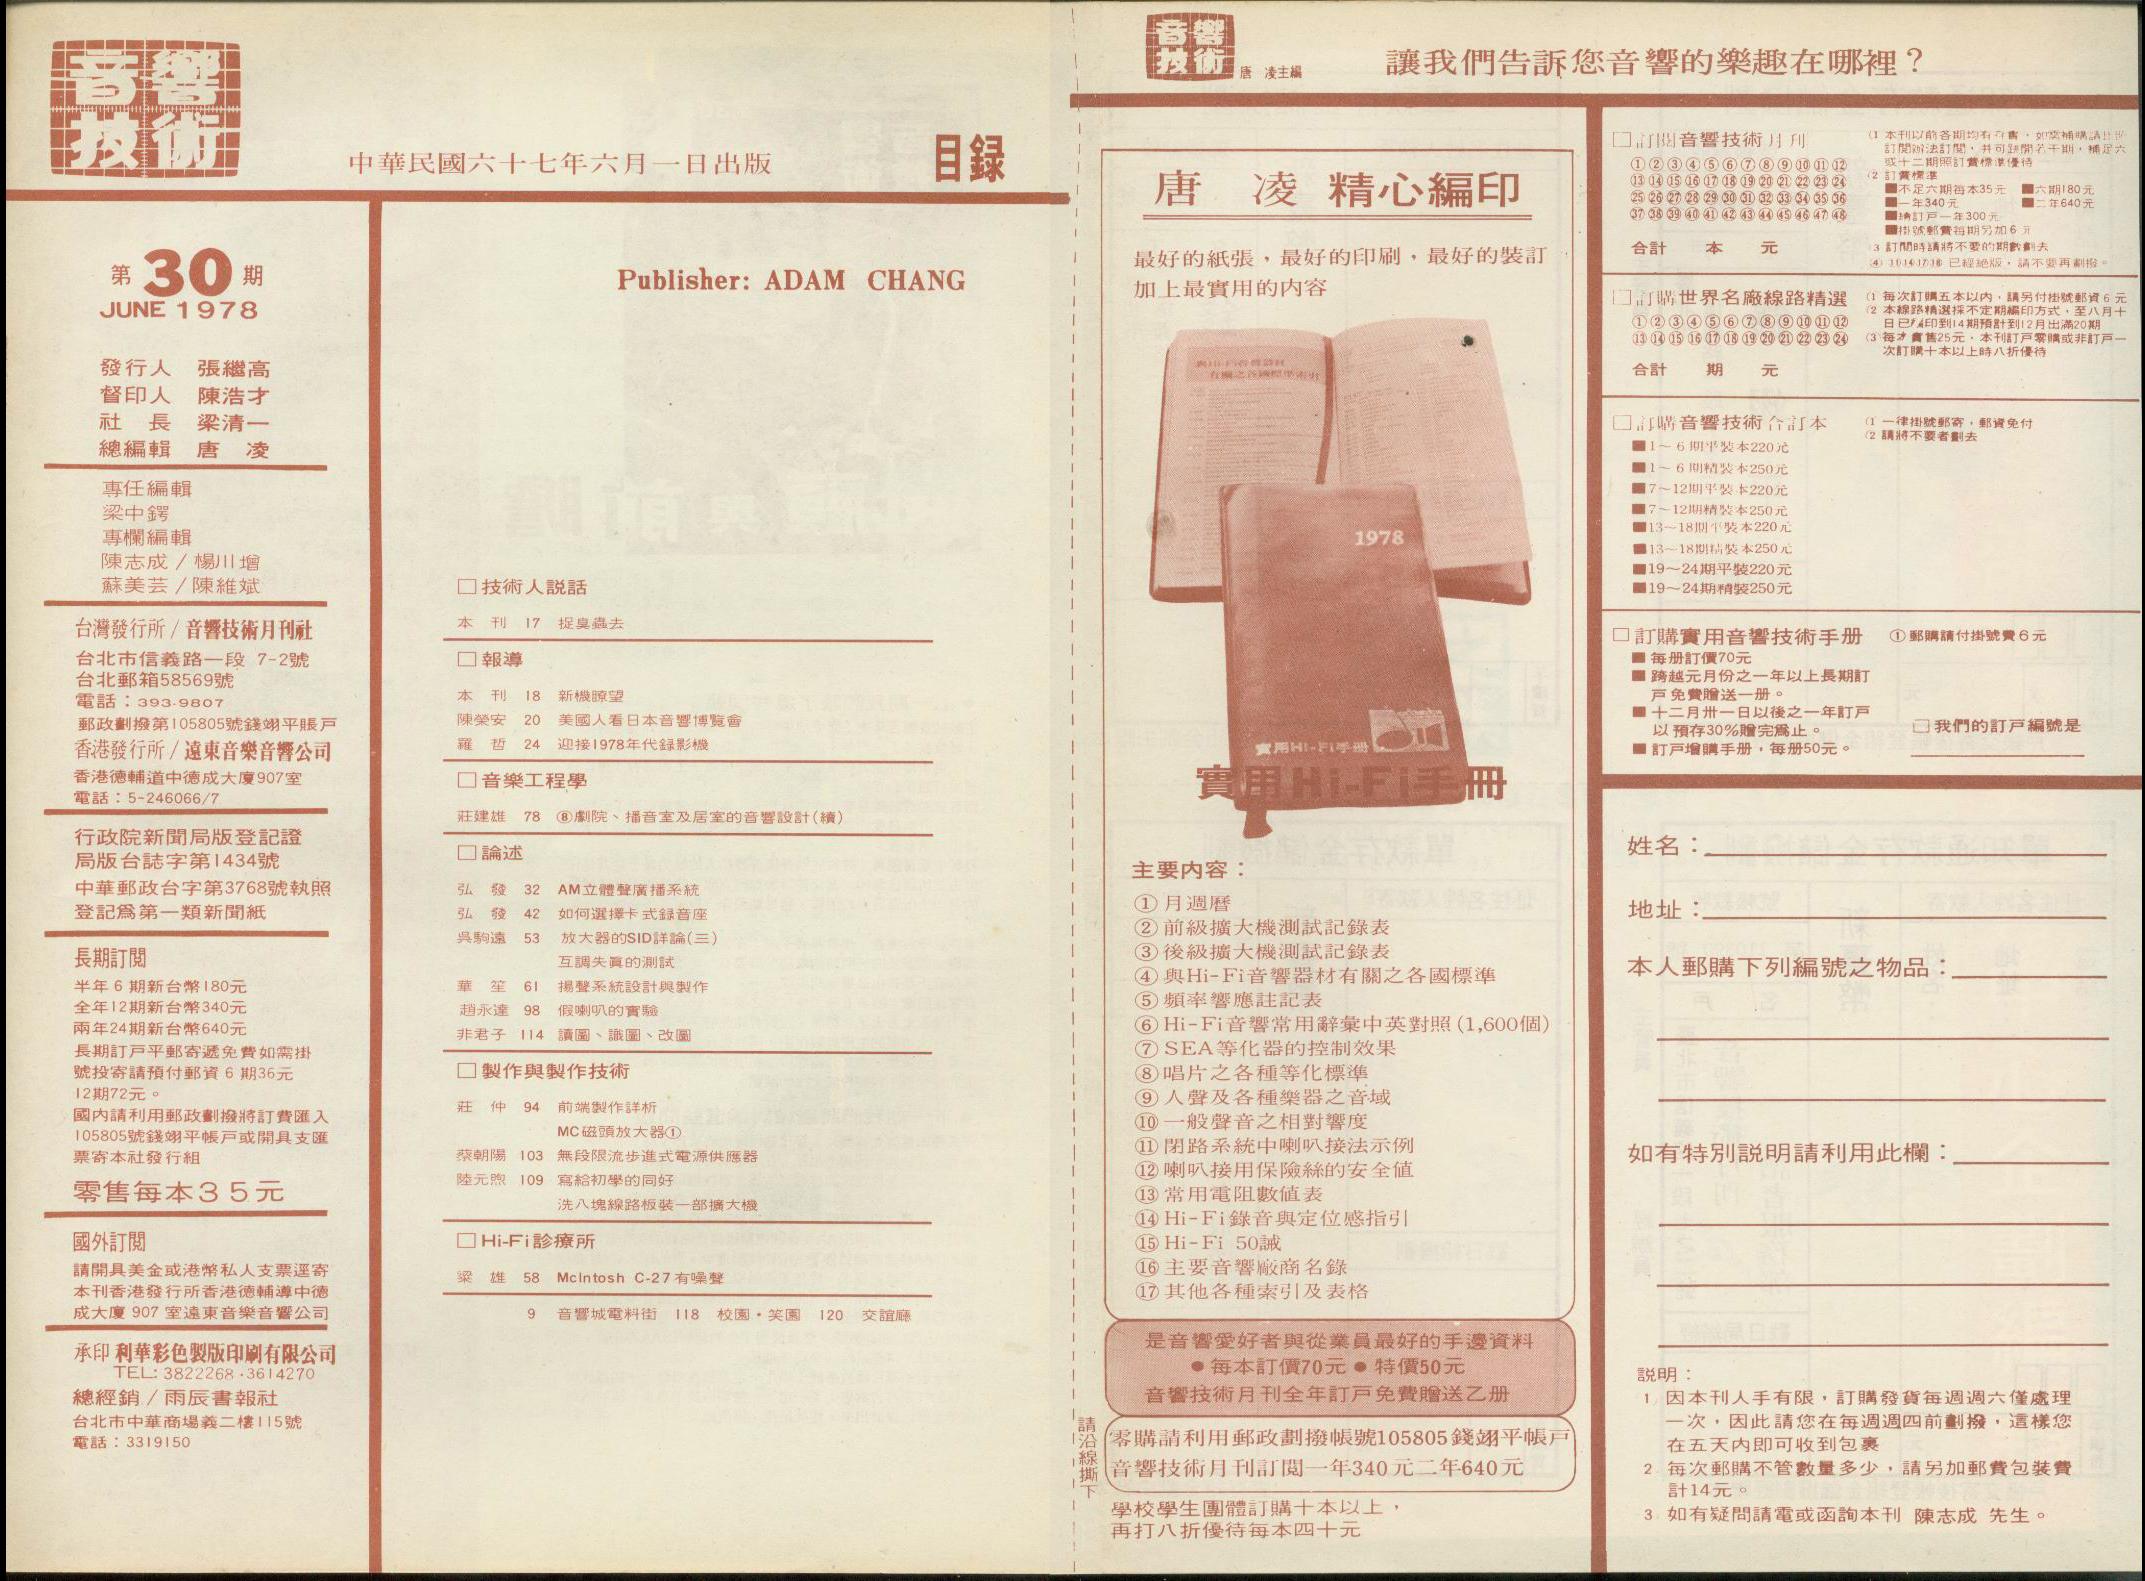 音響
技術
中華民國六十七年六月一日出版
目録
第30期
JUNE 1978
發行人 張繼高
督印人 陳浩才
社 長 梁清一
總編輯 唐 凌
專任編輯
梁中鍔
專欄編輯
陳志成／楊川增
蘇美芸／陳維斌
台灣發行所／音響技術月刊社
台北市信義路一段 7-2號
台北郵箱58569號
電話：393-9807
郵政劃撥第105805號錢翊平賬戶
香港發行所／遠東音樂音響公司
香港德輔道中德成大廈907室
電話：5-246066/7
行政院新聞局版登記證
局版台誌字第1434號
中華郵政台字第3768號執照
登記爲第一類新聞紙
長期訂閱
半年 6 期新台幣180元
全年12期新台幣340元
兩年24期新台幣640元
長期訂戶平郵寄遞免費如需掛
號投寄請預付郵資 6 期36元
12期72元。
國內請利用郵政劃撥將訂費匯入
105805號錢翊平帳戶或開具支匯
票寄本社發行組
零售每本35元
國外訂閱
請開具美金或港幣私人支票逕寄
本刊香港發行所香港德輔導中德
成大廈 907 室遠東音樂音響公司
承印 利華彩色製版印刷有限公司
TEL: 3822268·3614270
總經銷／雨辰書報社
台北市中華商場義二樓115號
電話：3319150
Publisher: ADAM CHANG
□技術人説話
本 刊 17 捉臭蟲去
□報導
本 刊 18 新機瞭望
陳榮安 20 美國人看日本音響博覽會
羅 哲 24 迎接1978年代録影機
□音樂工程學
莊建雄 78 ⑧劇院、播音室及居室的音響設計(續)
□論述
弘 發 32 AM立體聲廣播系統
弘 發 42 如何選擇卡式録音座
吳駒遠 53 放大器的SID詳論(三)
互調失眞的測試
華 笙 61 揚聲系統設計與製作
趙永達 98 假喇叭的實驗
非君子 114 讀圖、識圖、改圖
□製作與製作技術
莊 仲 94 前端製作詳析
MC磁頭放大器①
蔡朝陽 103 無段限流步進式電源供應器
陸元煦 109 寫給初學的同好
洗八塊線路板裝一部擴大機
□Hi-Fi診療所
梁 雄 58 McIntosh C-27有噪聲
9 音響城電料街 118 校園·笑園 120 交誼廳
音響
技術
唐 凌主編
讓我們告訴您音響的樂趣在哪裡？
唐 凌 精心編印
最好的紙張，最好的印刷，最好的裝訂
加上最實用的內容
1978
實用HI-FI手冊
實用Hi-Fi手冊
主要內容：
①月週曆
②前級擴大機測試記錄表
③後級擴大機測試記錄表
④與Hi-Fi音響器材有關之各國標準
⑤頻率響應註記表
⑥Hi-Fi音響常用辭彙中英對照(1,600個)
⑦SEA等化器的控制效果
⑧唱片之各種等化標準
⑨人聲及各種樂器之音域
⑩一般聲音之相對響度
⑪閉路系統中喇叭接法示例
⑫喇叭接用保險絲的安全値
⑬常用電阻數値表
⑭Hi-Fi錄音與定位感指引
⑮Hi-Fi 50誡
⑯主要音響廠商名錄
⑰其他各種索引及表格
是音響愛好者與從業員最好的手邊資料
●每本訂價70元●特價50元
音響技術月刊全年訂戶免費贈送乙册
零購請利用郵政劃撥帳號105805錢翊平帳戶
音響技術月刊訂閱一年340元二年640元
學校學生團體訂購十本以上，
再打八折優待每本四十元
請沿線撕下
□訂閱音響技術月刊
①②③④⑤⑥⑦⑧⑨⑩⑪⑫
⑬⑭⑮⑯⑰⑱⑲⑳㉑㉒㉓㉔
㉕㉖㉗㉘㉙㉚㉛㉜㉝㉞㉟㊱
㊲㊳㊴㊵㊶㊷㊸㊹㊺㊻㊼㊽
合計 本 元
(1 本刊以前各期均有存書，如需補購請比照
訂閱辦法訂閱，并可跳開若干期，補足六
或十二期照訂費標準優待
(2 訂費標準
■不足六期每本35元 ■六期180元
■一年340元 ■二年640元
■續訂戶一年300元
■掛號郵費每期另加6元
(3 訂閱時請將不要的期數劃去
已經絶版，請不要再劃撥。
□訂購世界名廠線路精選
①②③④⑤⑥⑦⑧⑨⑩⑪⑫
⑬⑭⑮⑯⑰⑱⑲⑳㉑㉒㉓㉔
合計 期 元
(1 每次訂購五本以內，請另付掛號郵資6元
(2 本線路精選採不定期編印方式，至八月十
日已編印到14期預計到12月出滿20期
(3 每本實售25元，本刊訂戶零購或非訂戶一
次訂購十本以上時八折優待
□訂購音響技術合訂本
■1～6期平裝本220元
■1～6期精裝本250元
■7～12期平裝本220元
■7～12期精裝本250元
■13～18期平裝本220元
■13～18期精裝本250元
■19～24期平裝220元
■19～24期精裝250元
(1 一律掛號郵寄，郵資免付
(2 請將不要者劃去
□訂購實用音響技術手册
■每册訂價70元
■跨越元月份之一年以上長期訂
戶免費贈送一册。
■十二月卅一日以後之一年訂戶
以預存30%贈完爲止。
■訂戶增購手册，每册50元。
①郵購請付掛號費6元
□我們的訂戶編號是
姓名：
地址：
本人郵購下列編號之物品：
如有特別説明請利用此欄：
説明：
1 因本刊人手有限，訂購發貨每週週六僅處理
一次，因此請您在每週週四前劃撥，這樣您
在五天內即可收到包裹
2 每次郵購不管數量多少，請另加郵費包裝費
計14元。
3 如有疑問請電或函詢本刊 陳志成 先生。